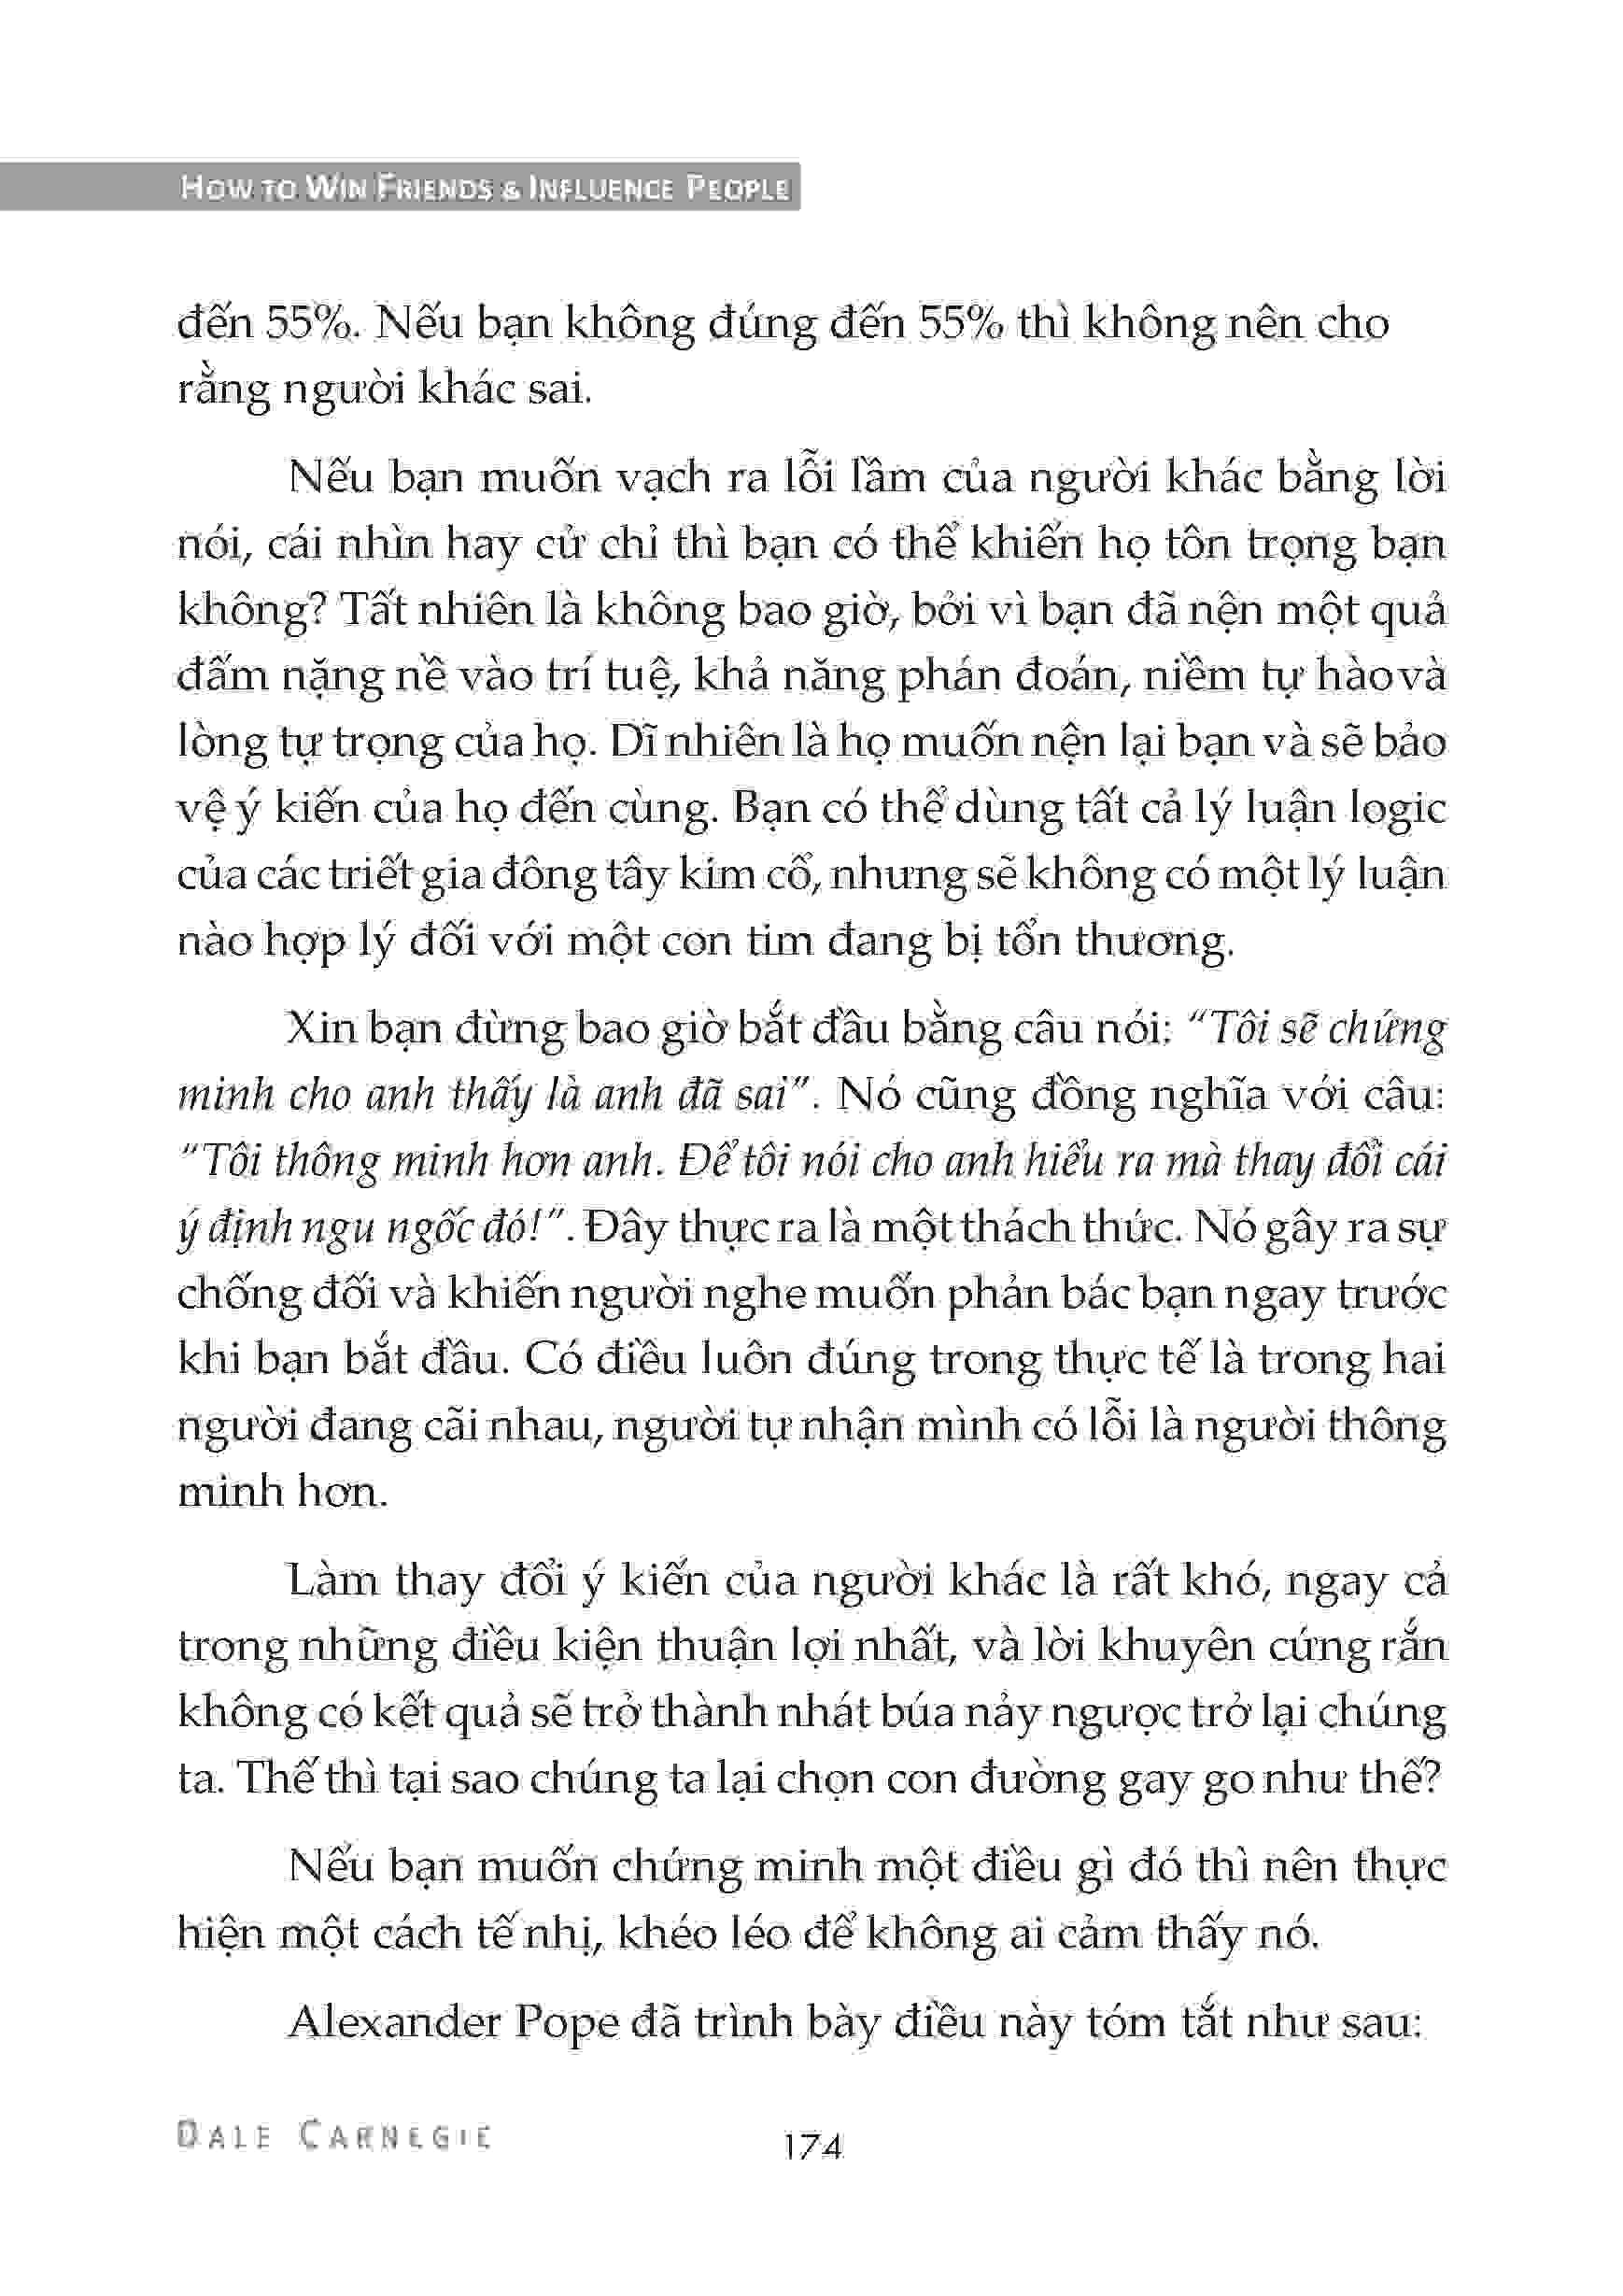 HOW TO WIN FRIENDS & INFLUENCE PEOPLE
đến 55%. Nếu bạn không đúng đến 55% thì không nên cho
rằng người khác sai.
Nếu bạn muốn vạch ra lỗi lầm của người khác bằng lời
nói, cái nhìn hay cử chỉ thì bạn có thể khiến họ tôn trọng bạn
không? Tất nhiên là không bao giờ, bởi vì bạn đã nện một quả
đấm nặng nề vào trí tuệ, khả năng phán đoán, niềm tự hào và
lòng tự trọng của họ. Dĩ nhiên là họ muốn nện lại bạn và sẽ bảo
vệ ý kiến của họ đến cùng. Bạn có thể dùng tất cả lý luận logic
của các triết gia đông tây kim cổ, nhưng sẽ không có một lý luận
nào hợp lý đối với một con tim đang bị tổn thương.
Xin bạn đừng bao giờ bắt đầu bằng câu nói: “Tôi sẽ chứng
minh cho anh thấy là anh đã sai”. Nó cũng đồng nghĩa với câu:
“Tôi thông minh hơn anh. Để tôi nói cho anh hiểu ra mà thay đổi cái
ý định ngu ngốc đó!”. Đây thực ra là một thách thức. Nó gây ra sự
chống đối và khiến người nghe muốn phản bác bạn ngay trước
khi bạn bắt đầu. Có điều luôn đúng trong thực tế là trong hai
người đang cãi nhau, người tự nhận mình có lỗi là người thông
minh hơn.
Làm thay đổi ý kiến của người khác là rất khó, ngay cả
trong những điều kiện thuận lợi nhất, và lời khuyên cứng rắn
không có kết quả sẽ trở thành nhát búa nảy ngược trở lại chúng
ta. Thế thì tại sao chúng ta lại chọn con đường gay go như thế?
Nếu bạn muốn chứng minh một điều gì đó thì nên thực
hiện một cách tế nhị, khéo léo để không ai cảm thấy nó.
Alexander Pope đã trình bày điều này tóm tắt như sau:
DALE CARNEGIE
174